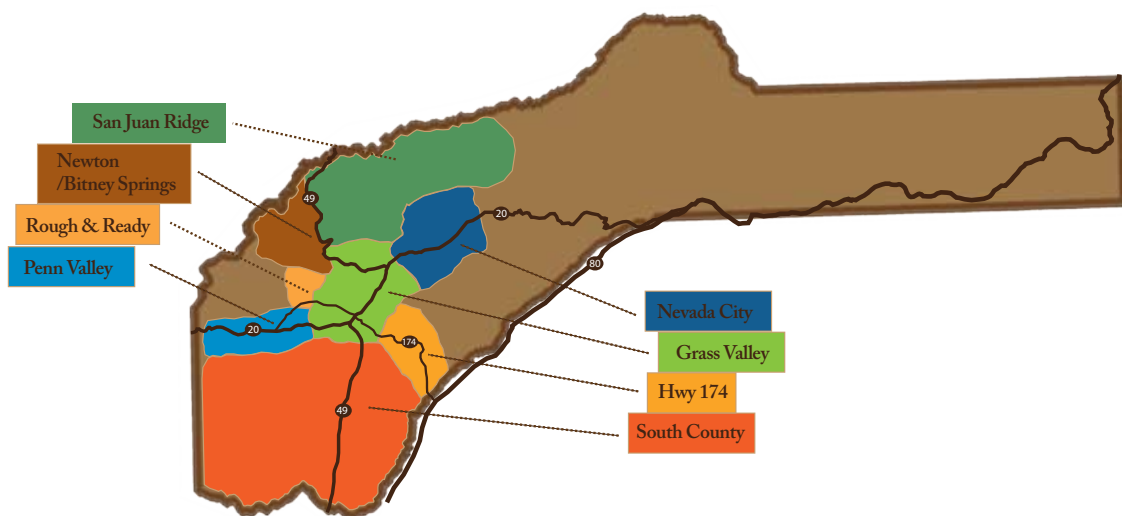 San Juan Ridge
Newton
/Bitney Springs
Rough & Ready
Penn Valley
49
20
80
20
174
49
Nevada City
Grass Valley
Hwy 174
South County